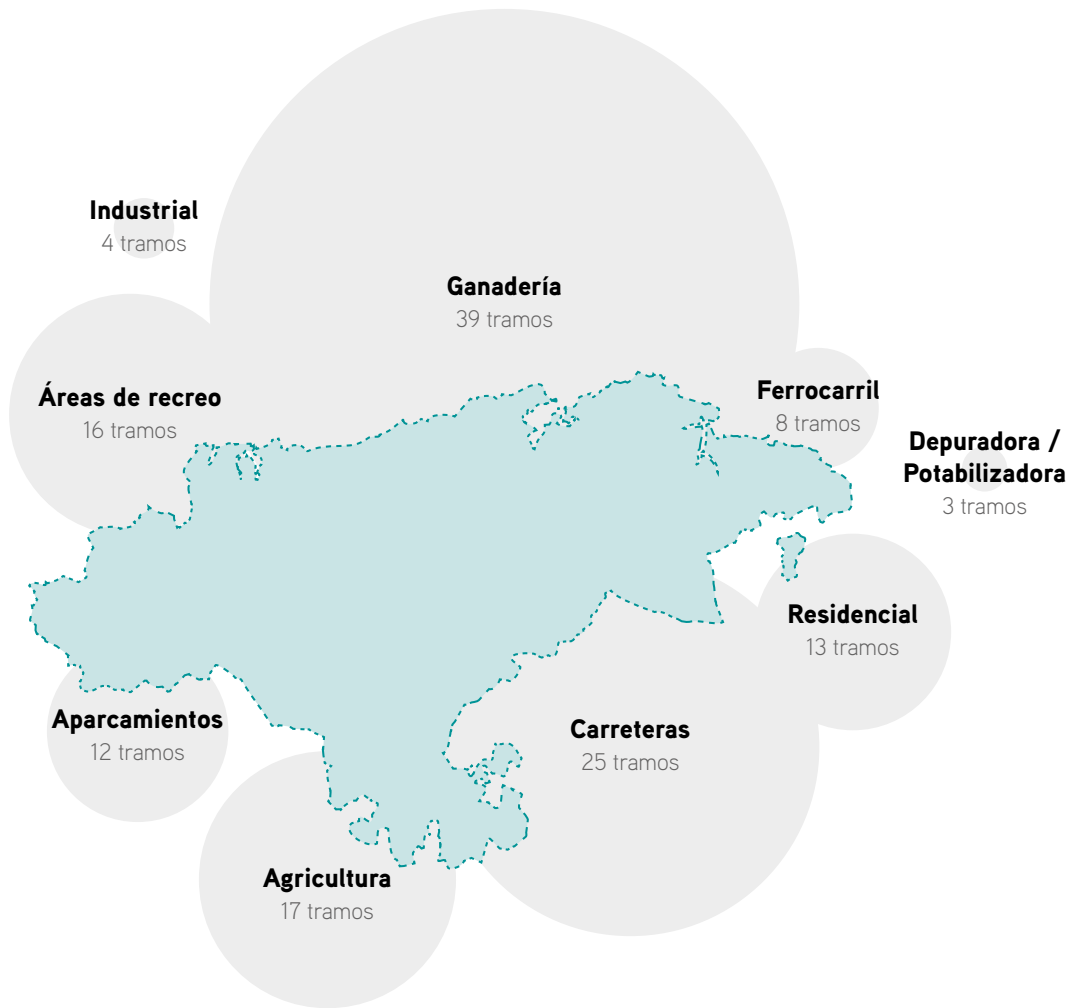 Industrial
4 tramos
Ganadería
39 tramos
Áreas de recreo
16 tramos
Ferrocarril
8 tramos
Depuradora /
Potabilizadora
3 tramos
Residencial
13 tramos
Aparcamientos
12 tramos
Carreteras
25 tramos
Agricultura
17 tramos